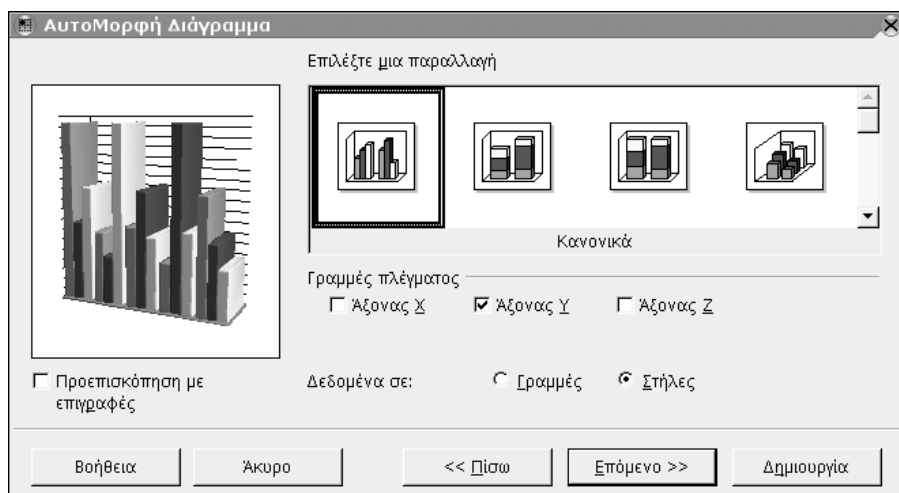 ΑυτοΜορφή Διάγραμμα
Επιλέξτε μια παραλλαγή
Κανονικά
Γραμμές πλέγματος
Άξονας X Άξονας Y Άξονας Z
Προεπισκόπηση με
επιγραφές
Δεδομένα σε: Γραμμές Στήλες
Βοήθεια Άκυρο << Πίσω Επόμενο >> Δημιουργία